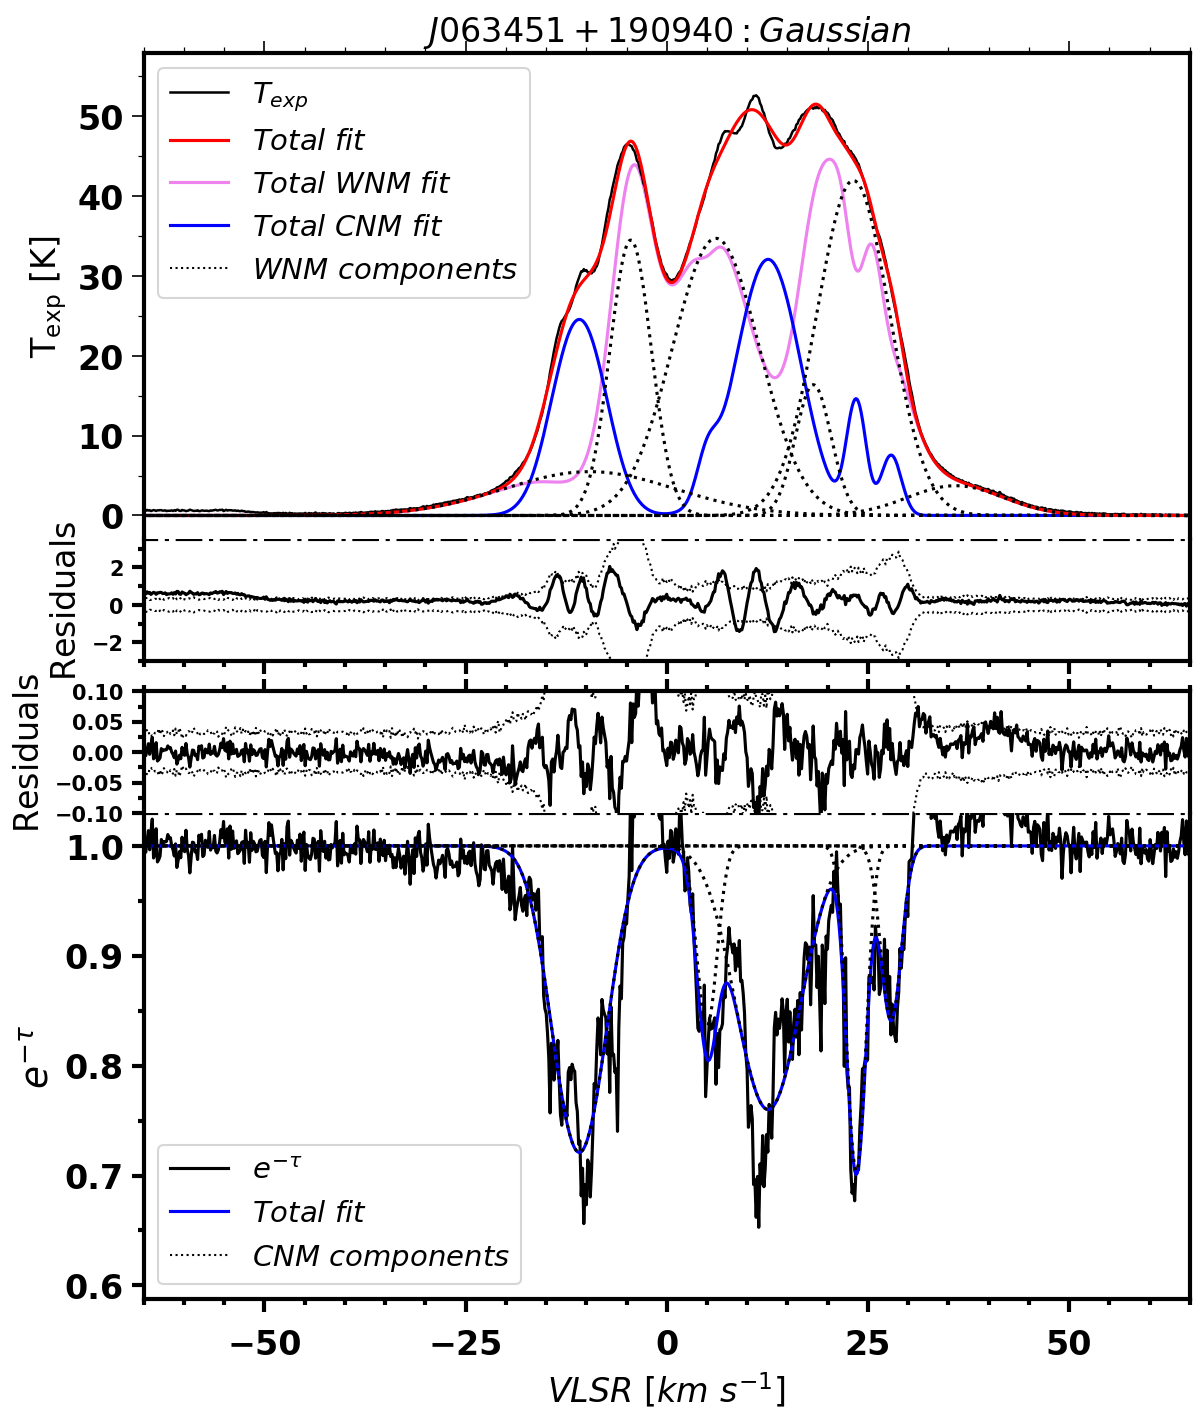 J063451 + 190940 : Gaussian
T_exp
Total fit
Total WNM fit
Total CNM fit
WNM components
T_exp [K]
50
40
30
20
10
0
Residuals
2
0
−2
Residuals
0.10
0.05
0.00
−0.05
−0.10
e^−τ
1.0
0.9
0.8
0.7
0.6
e^−τ
Total fit
CNM components
−50 −25 0 25 50
VLSR [km s^−1]